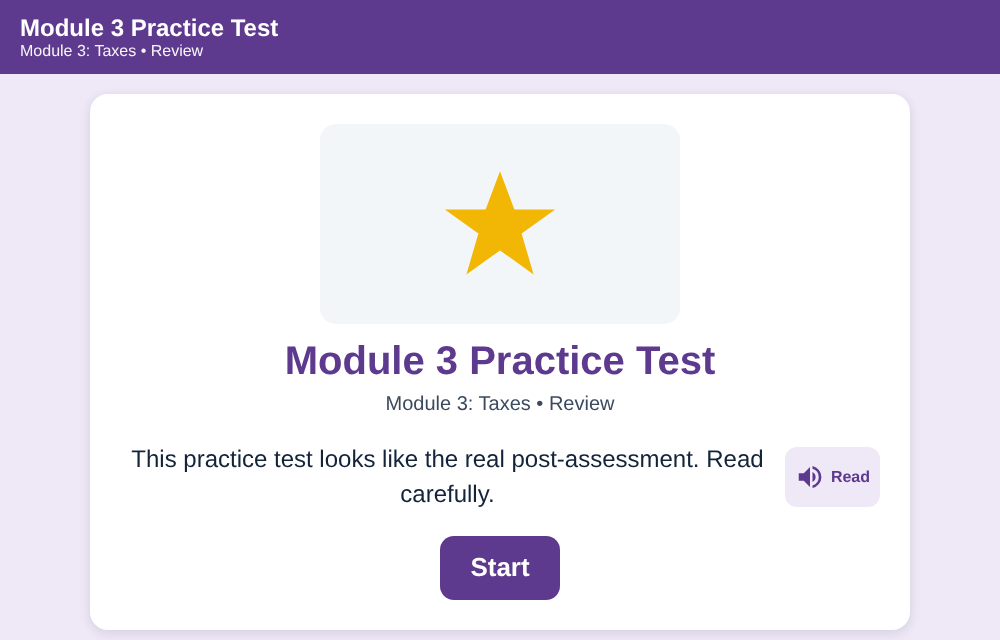 Module 3 Practice Test
Module 3: Taxes • Review
Module 3 Practice Test
Module 3: Taxes • Review
This practice test looks like the real post-assessment. Read
carefully.
Read
Start